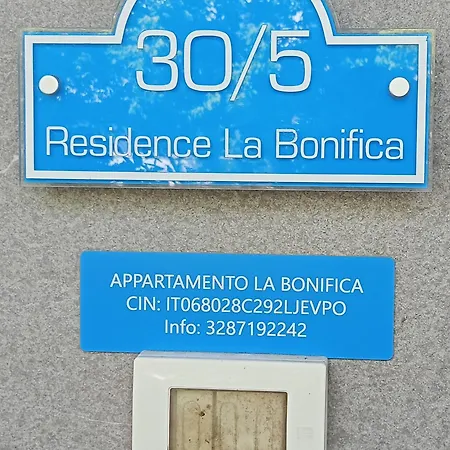 30/5
Residence La Bonifica
APPARTAMENTO LA BONIFICA
CIN: IT068028C292LJEVPO
Info: 3287192242